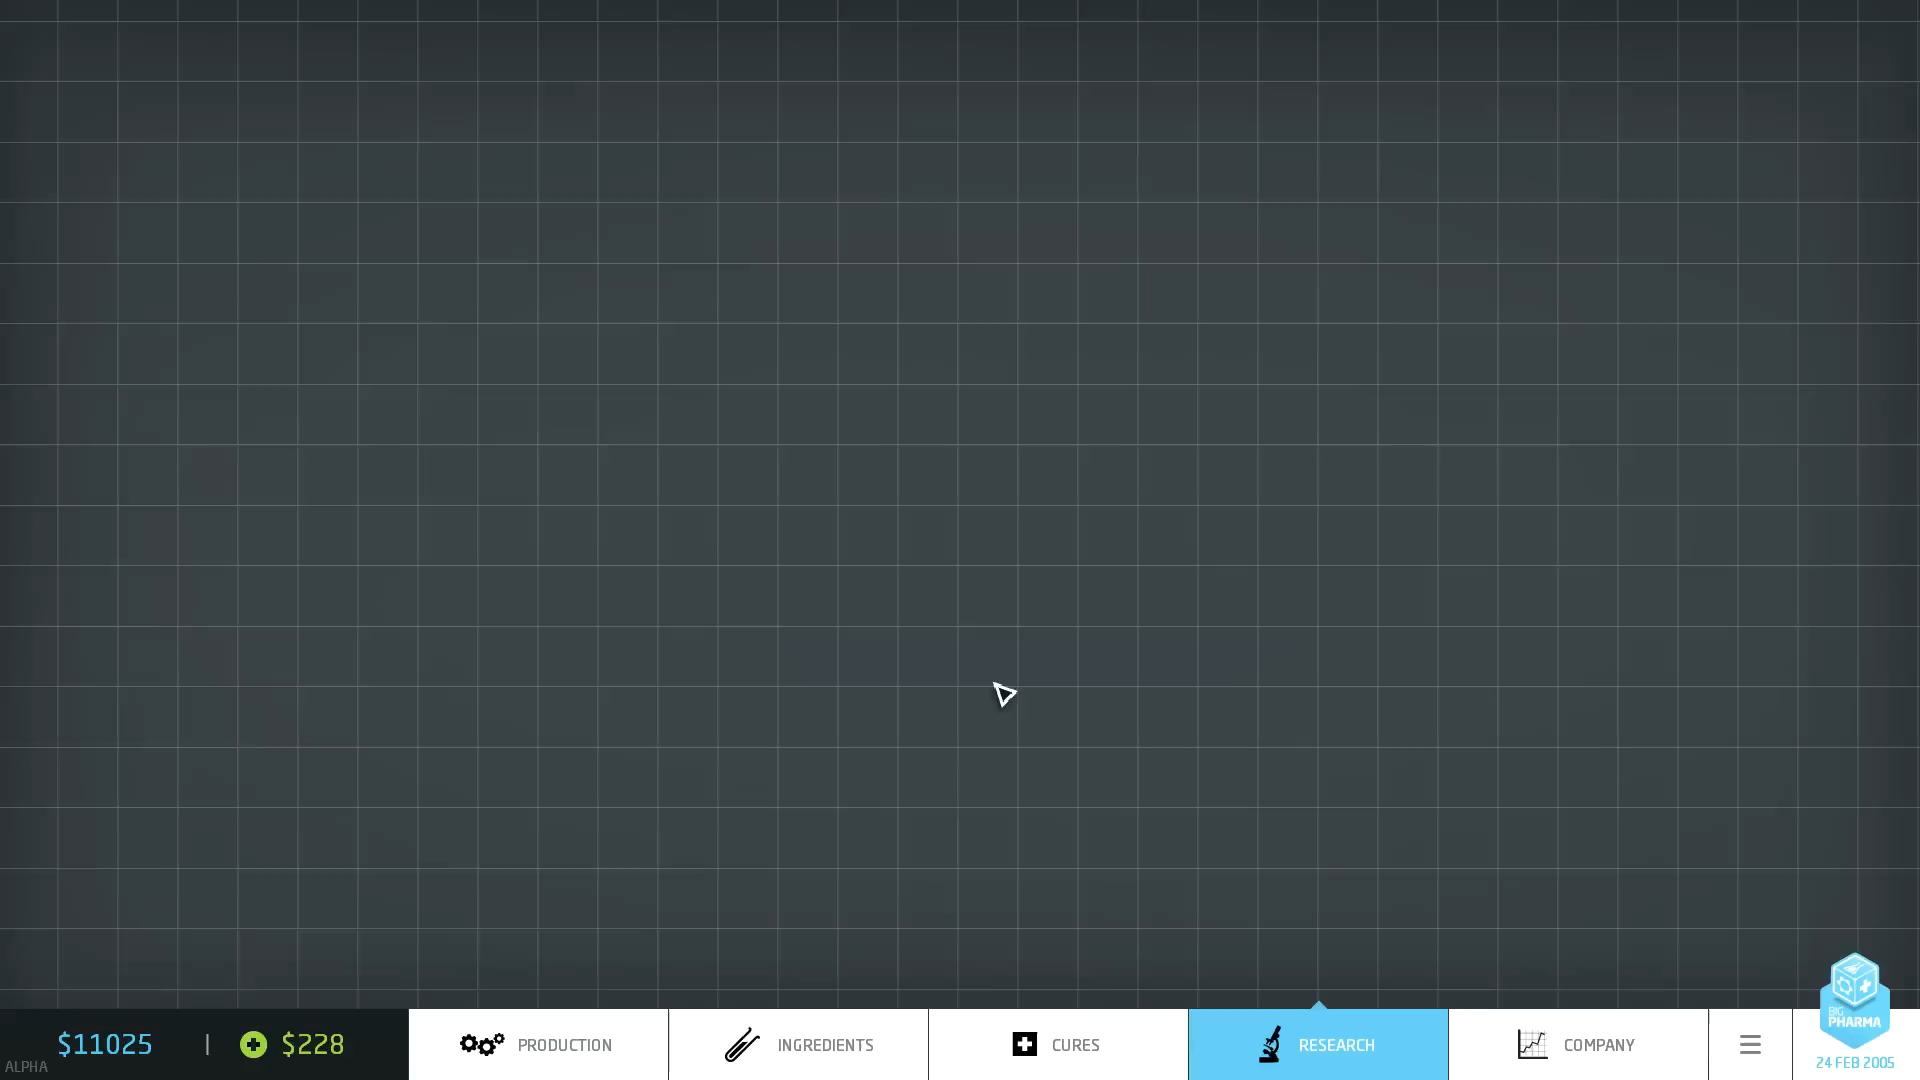 $11025 | $228
ALPHA
PRODUCTION
INGREDIENTS
CURES
RESEARCH
COMPANY
BIG
PHARMA
24 FEB 2005